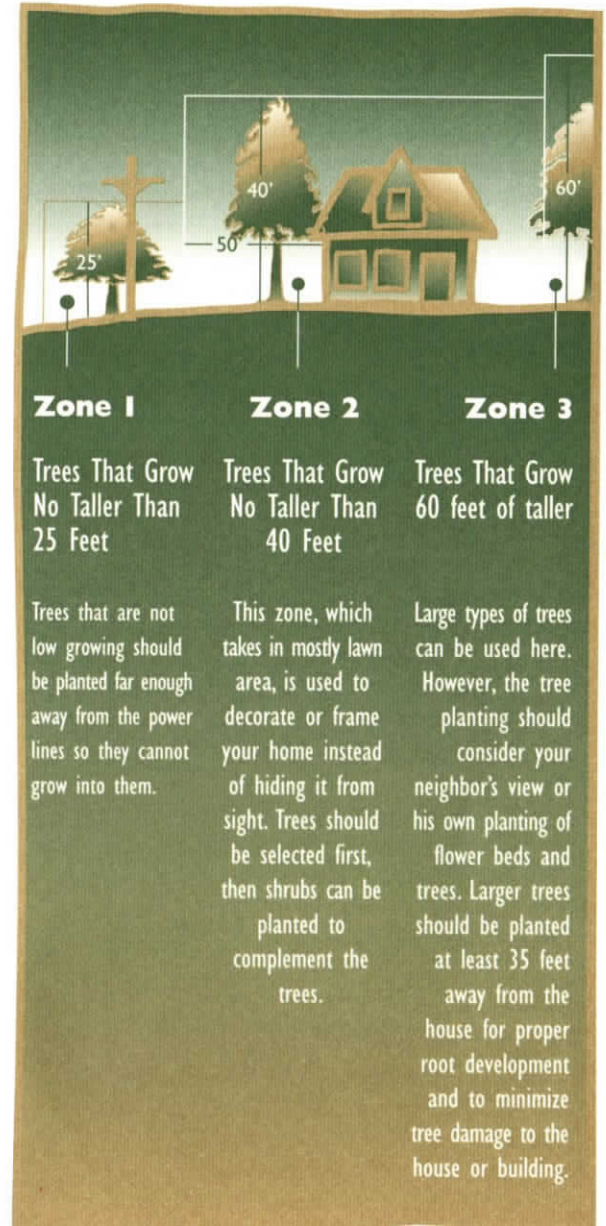 40'
60'
50'
25'
Zone 1
Trees That Grow
No Taller Than
25 Feet
Trees that are not
low growing should
be planted far enough
away from the power
lines so they cannot
grow into them.
Zone 2
Trees That Grow
No Taller Than
40 Feet
This zone, which
takes in mostly lawn
area, is used to
decorate or frame
your home instead
of hiding it from
sight. Trees should
be selected first,
then shrubs can be
planted to
complement the
trees.
Zone 3
Trees That Grow
60 feet of taller
Large types of trees
can be used here.
However, the tree
planting should
consider your
neighbor's view or
his own planting of
flower beds and
trees. Larger trees
should be planted
at least 35 feet
away from the
house for proper
root development
and to minimize
tree damage to the
house or building.